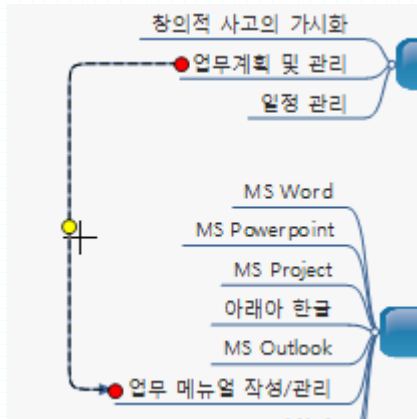 창의적 사고의 가시화
업무계획 및 관리
일정 관리
MS Word
MS Powerpoint
MS Project
아래아 한글
MS Outlook
업무 메뉴얼 작성/관리